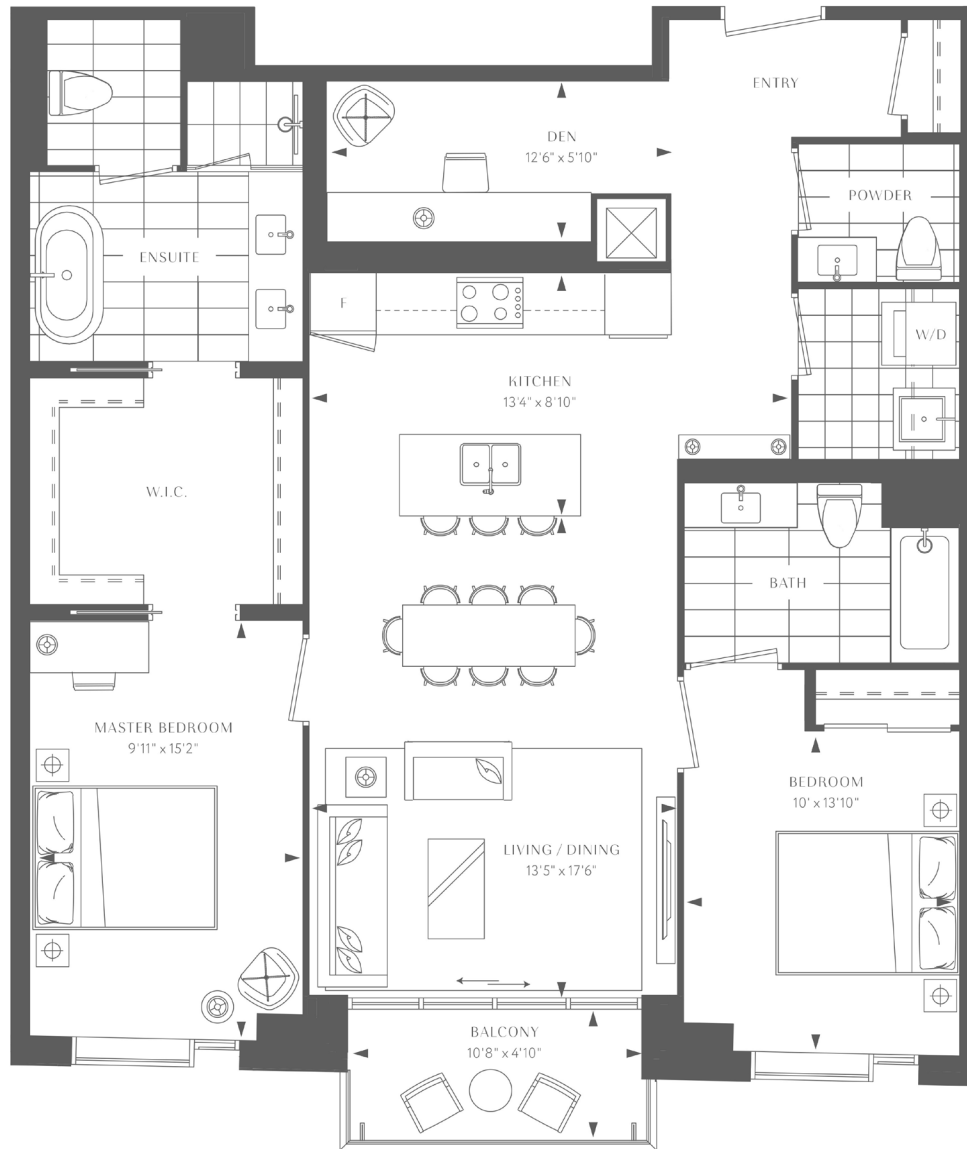 ENTRY
DEN
12'6" x 5'10"
POWDER
ENSUITE
F
W/D
KITCHEN
13'4" x 8'10"
W.I.C.
BATH
MASTER BEDROOM
9'11" x 15'2"
BEDROOM
10' x 13'10"
LIVING / DINING
13'5" x 17'6"
BALCONY
10'8" x 4'10"